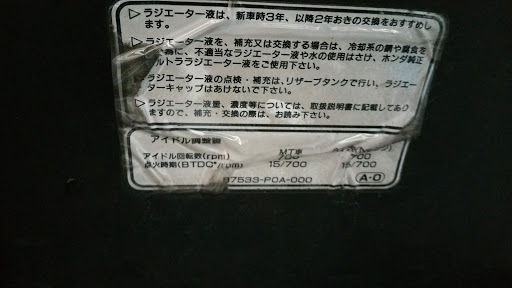 ▷ラジエーター液は、新車時3年、以降2年おきの交換をおすすめし
ます。
▷ラジエーター液を、補充又は交換する場合は、冷却系の錆や腐食を
為に、不適当なラジエーター液や水の使用はさけ、ホンダ純正
ルトララジエーター液をご使用下さい。
ラジエーター液の点検・補充は、リザーブタンクで行い、ラジエー
ターキャップはあけないで下さい。
▷ラジエーター液量、濃度等については、取扱説明書に記載してあり
ますので、補充・交換の際は、お読み下さい。
アイドル調整値
MT車
アイドル回転数(rpm) 700 700
点火時期(BTDC°/rpm) 15/700 15/700
87533-P0A-000 A-0